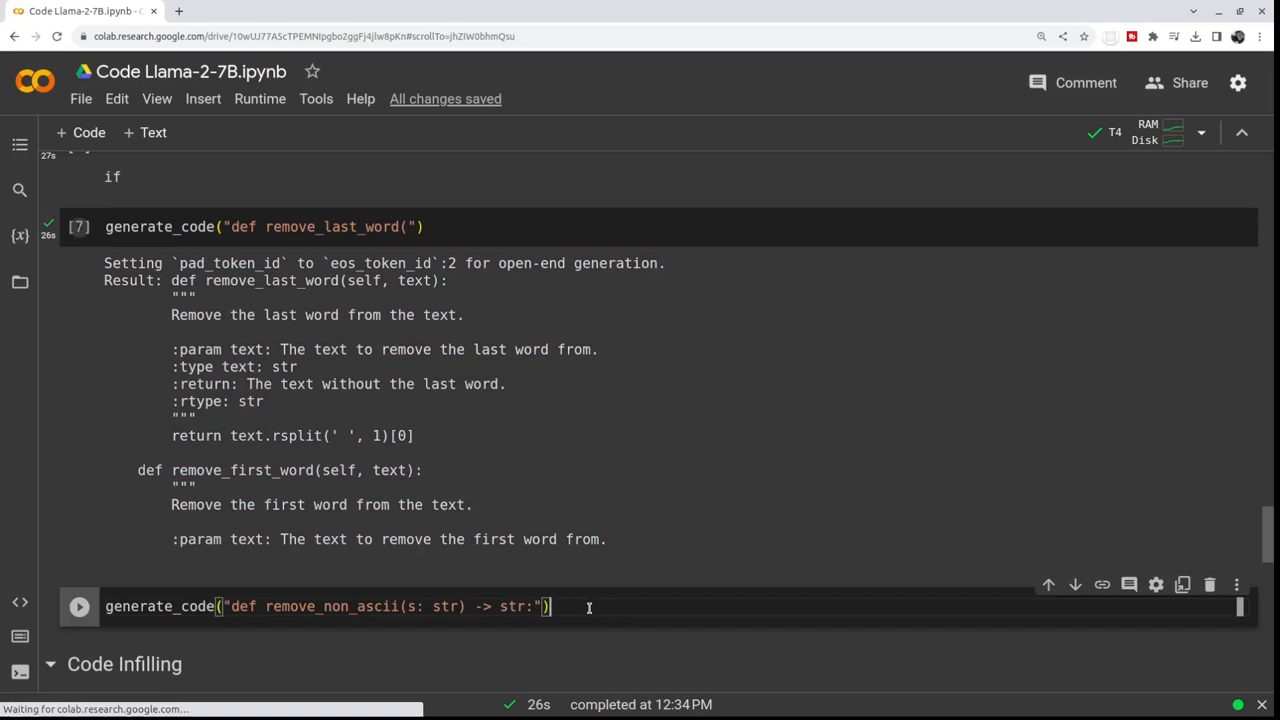 Code Llama-2-7B.ipynb - C
colab.research.google.com/drive/10wUJ77A5cTPEMNIpgbo2ggFj4jlw8pKn#scrollTo=jhZIW0bhmQsu
Code Llama-2-7B.ipynb
Comment
Share
File Edit View Insert Runtime Tools Help All changes saved
+ Code + Text
T4 RAM Disk
27s
if
26s
[7] generate_code("def remove_last_word(")
Setting `pad_token_id` to `eos_token_id`:2 for open-end generation.
Result: def remove_last_word(self, text):
"""
Remove the last word from the text.
:param text: The text to remove the last word from.
:type text: str
:return: The text without the last word.
:rtype: str
"""
return text.rsplit(' ', 1)[0]
def remove_first_word(self, text):
"""
Remove the first word from the text.
:param text: The text to remove the first word from.
generate_code("def remove_non_ascii(s: str) -> str:")
Code Infilling
Waiting for colab.research.google.com...
26s completed at 12:34 PM